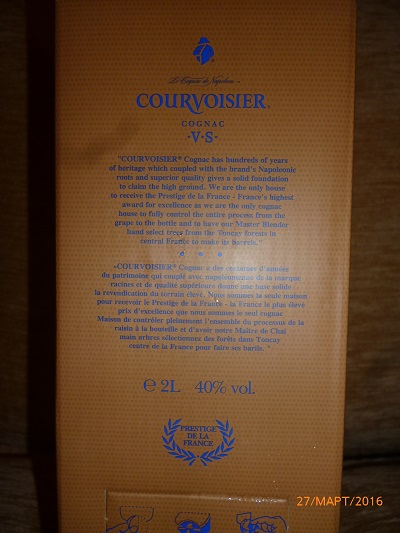 Le Cognac de Napoleon
COURVOISIER®
COGNAC
·V·S·
"COURVOISIER® Cognac has hundreds of years
of heritage which coupled with the brand's Napoleonic
roots and superior quality gives a solid foundation
to claim the high ground. We are the only house
to receive the Prestige de la France - France's highest
award for excellence as we are the only cognac
house to fully control the entire process from the
grape to the bottle and to have our Master Blender
hand select trees from the Toncay forests in
central France to make its barrels."
«COURVOISIER® Cognac a des centaines d'années
du patrimoine qui couplé avec napoléoniens de la marque
racines et de qualité supérieure donne une base solide
la revendication du terrain élevé. Nous sommes la seule maison
pour recevoir le Prestige de la France - la France le plus élevé
prix d'excellence que nous sommes le seul cognac
Maison de contrôler pleinement l'ensemble du processus de la
raisin à la bouteille et d'avoir notre Maître de Chai
main arbres sélectionnez des forêts dans Toncay
centre de la France pour faire ses barils. "
℮ 2L 40% vol.
PRESTIGE
DE LA
FRANCE
27/МАРТ/2016